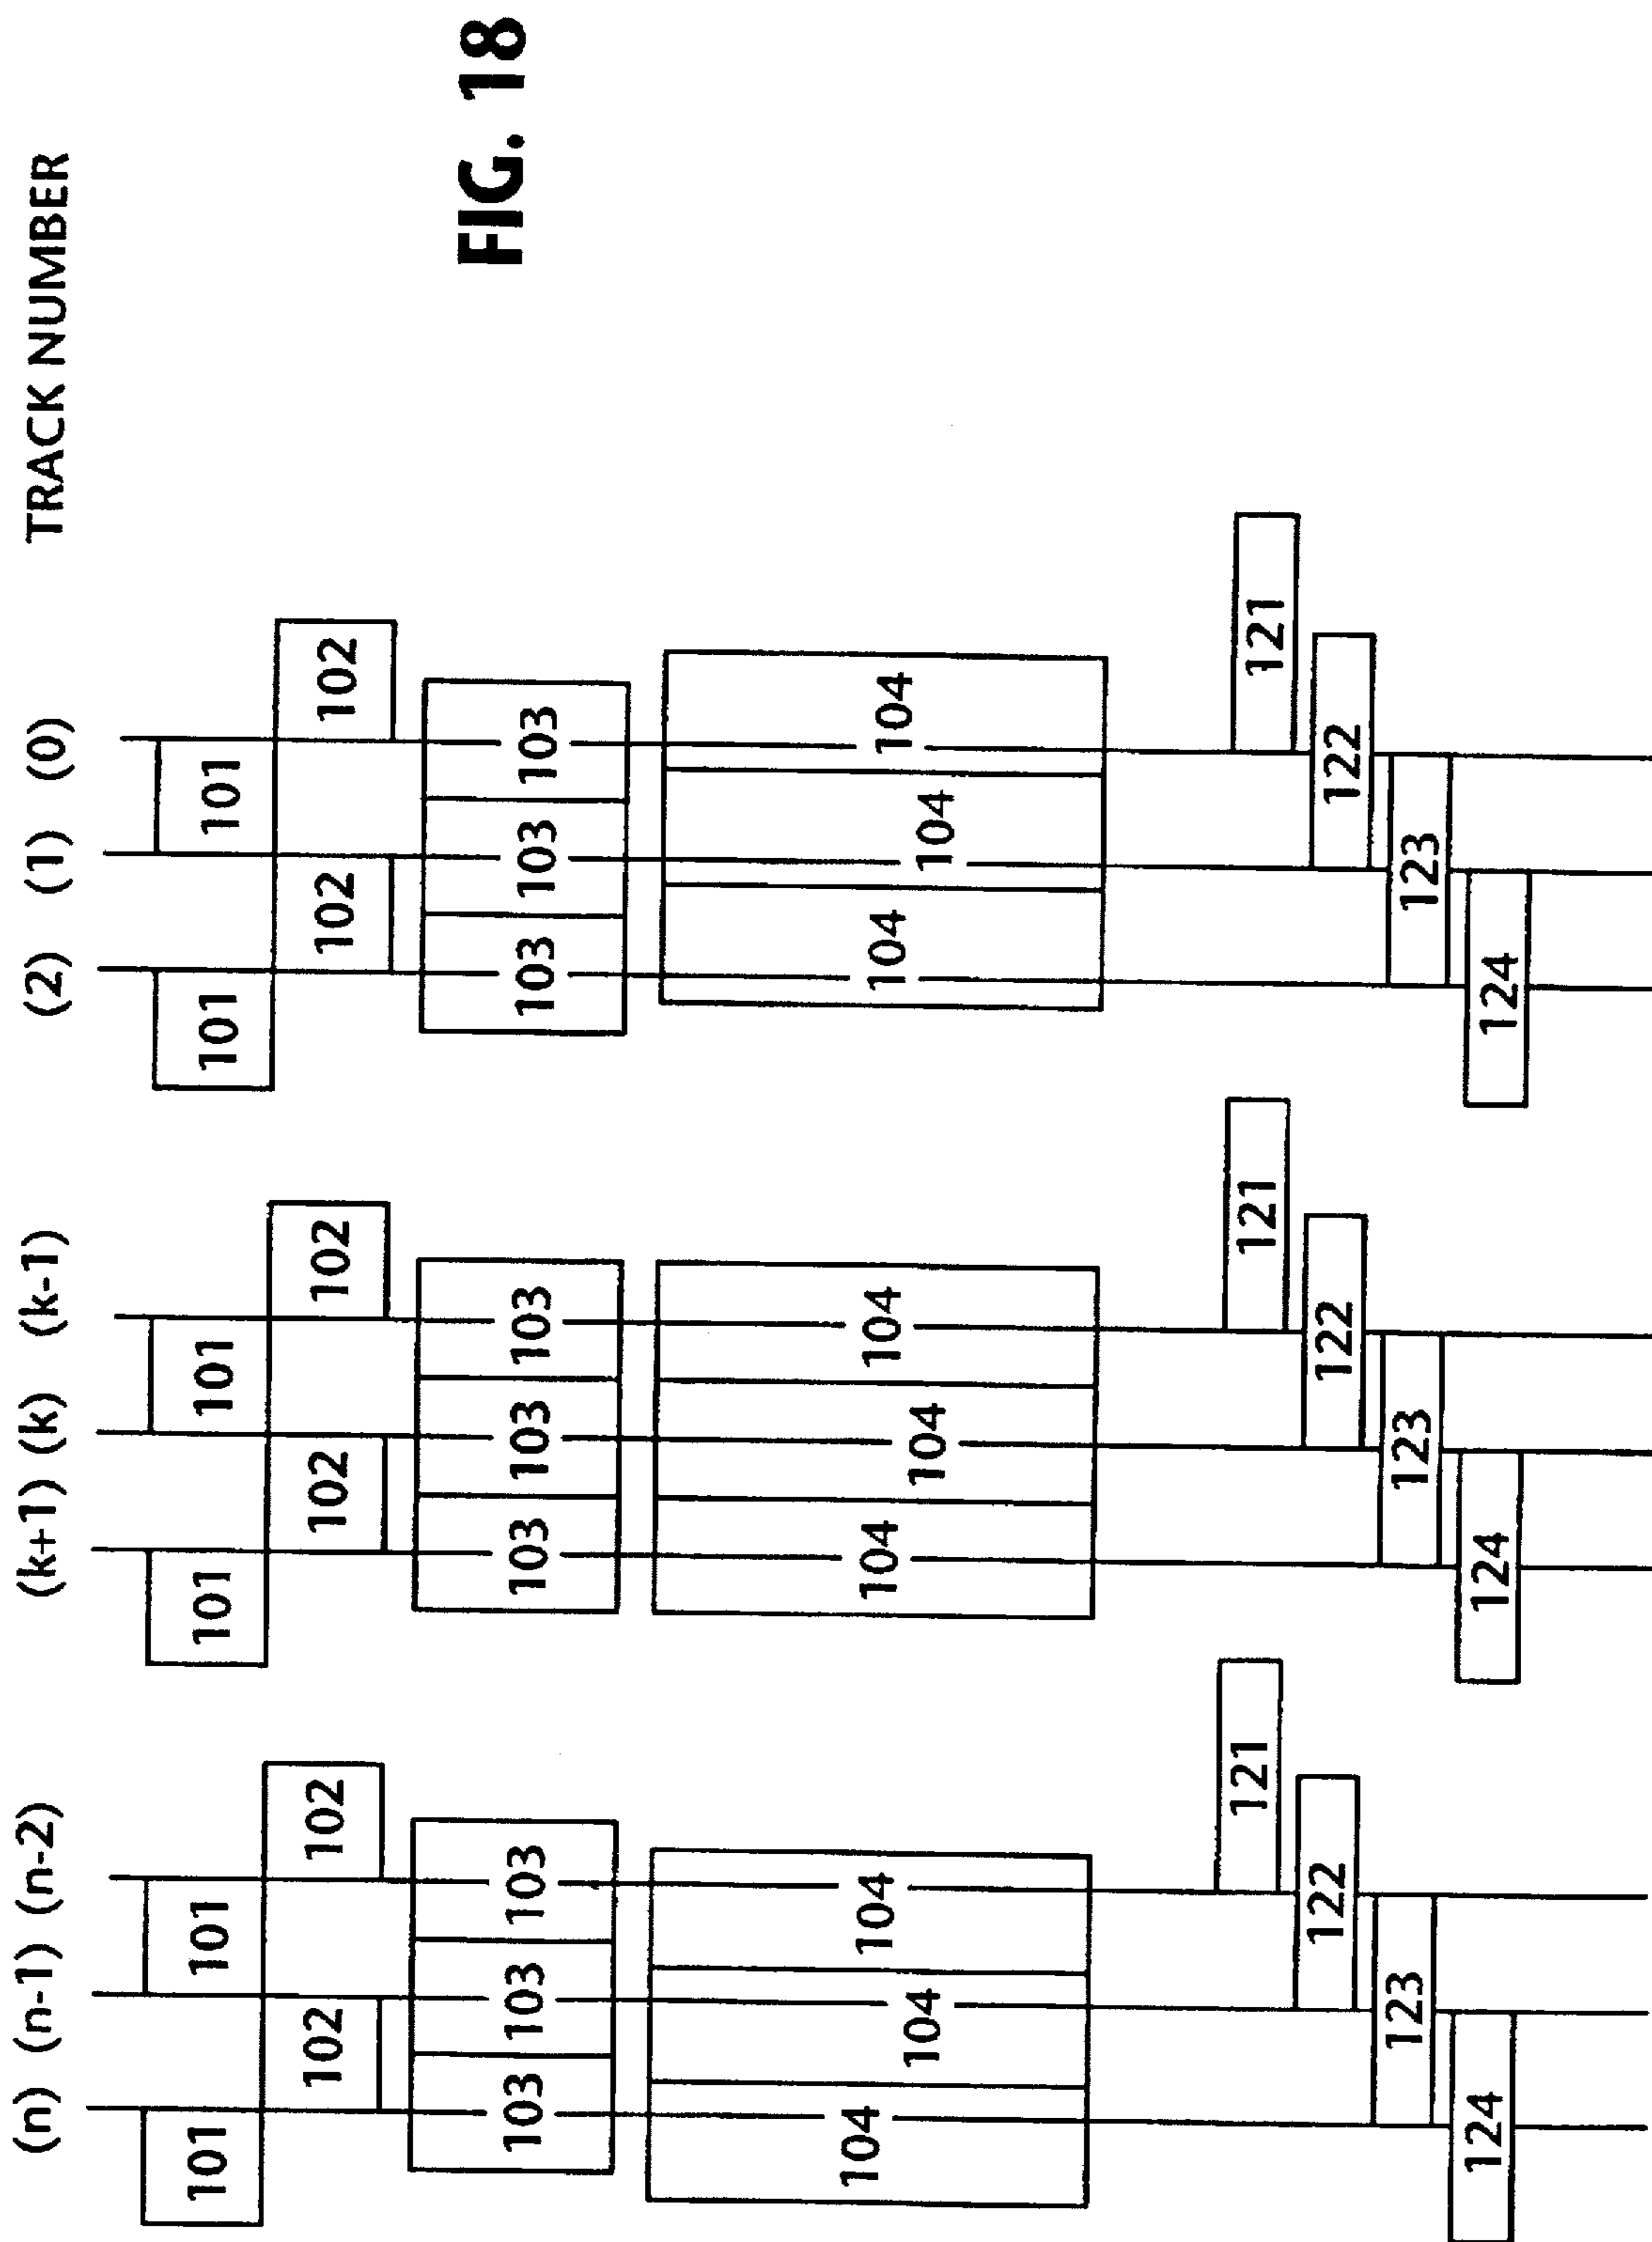 (n) (n-1) (n-2) (k+1) (k) (k-1) (2) (1) (0) TRACK NUMBER
101 101 101 101 101 101
102 102 102 102 102 102
FIG. 18
103 103 103 103 103 103 103 103 103
104 104 104 104 104 104 104 104 104
121 121 121
122 122 122
123 123 123
124 124 124